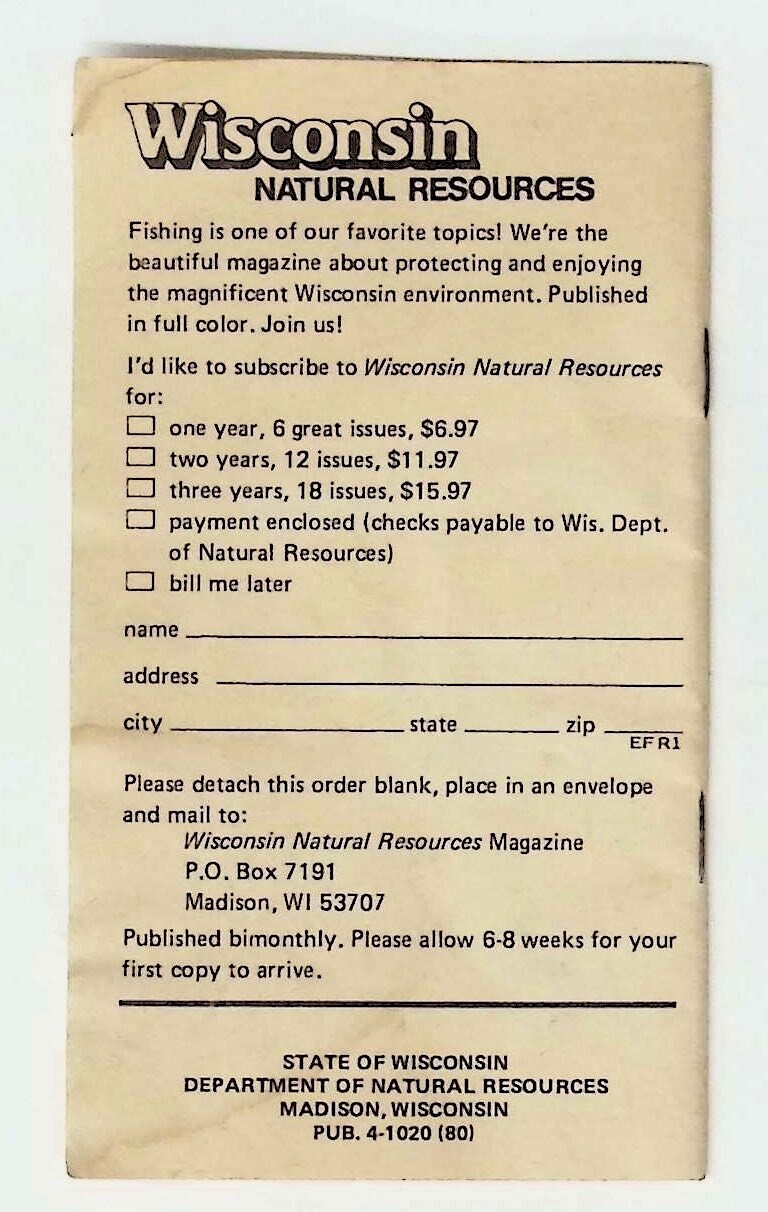 Wisconsin
NATURAL RESOURCES
Fishing is one of our favorite topics! We're the
beautiful magazine about protecting and enjoying
the magnificent Wisconsin environment. Published
in full color. Join us!
I'd like to subscribe to Wisconsin Natural Resources
for:
one year, 6 great issues, $6.97
two years, 12 issues, $11.97
three years, 18 issues, $15.97
payment enclosed (checks payable to Wis. Dept.
of Natural Resources)
bill me later
name
address
city state zip
EFR1
Please detach this order blank, place in an envelope
and mail to:
Wisconsin Natural Resources Magazine
P.O. Box 7191
Madison, WI 53707
Published bimonthly. Please allow 6-8 weeks for your
first copy to arrive.
STATE OF WISCONSIN
DEPARTMENT OF NATURAL RESOURCES
MADISON, WISCONSIN
PUB. 4-1020 (80)